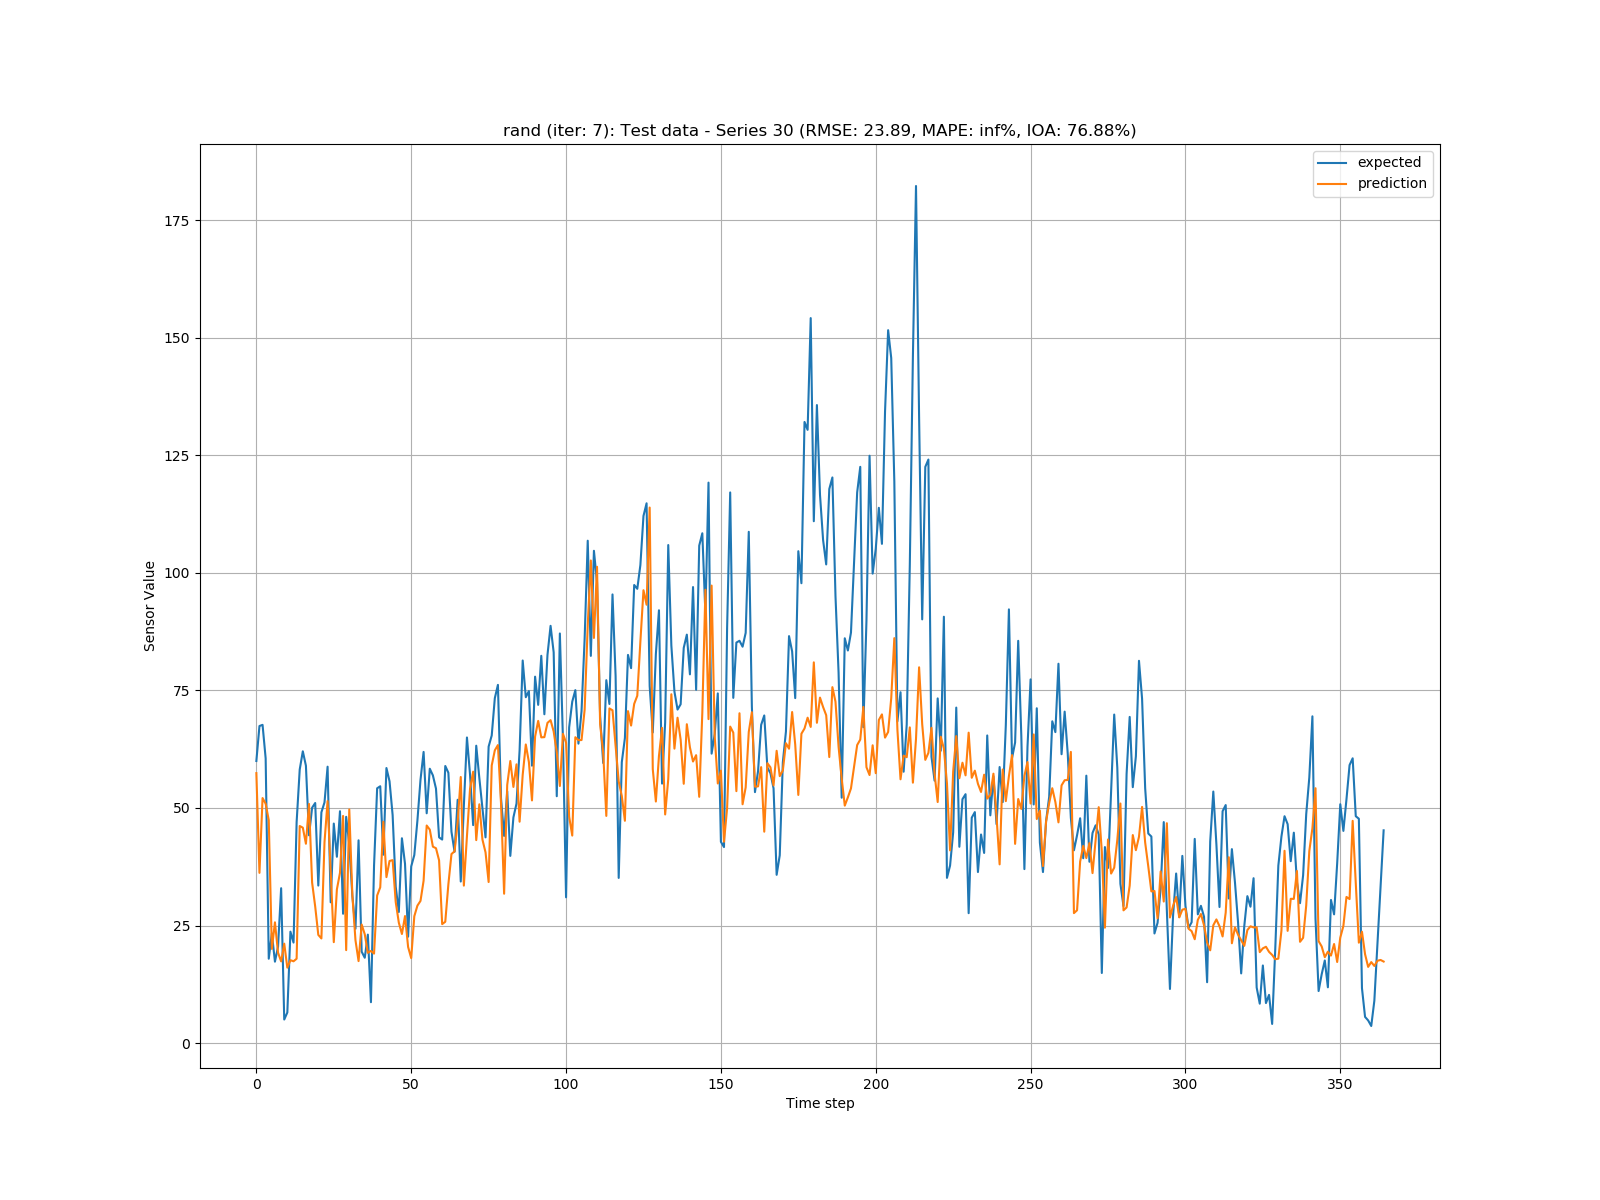 rand (iter: 7): Test data - Series 30 (RMSE: 23.89, MAPE: inf%, IOA: 76.88%)
expected
prediction
175
150
125
100
75
50
25
0
Sensor Value
0 50 100 150 200 250 300 350
Time step